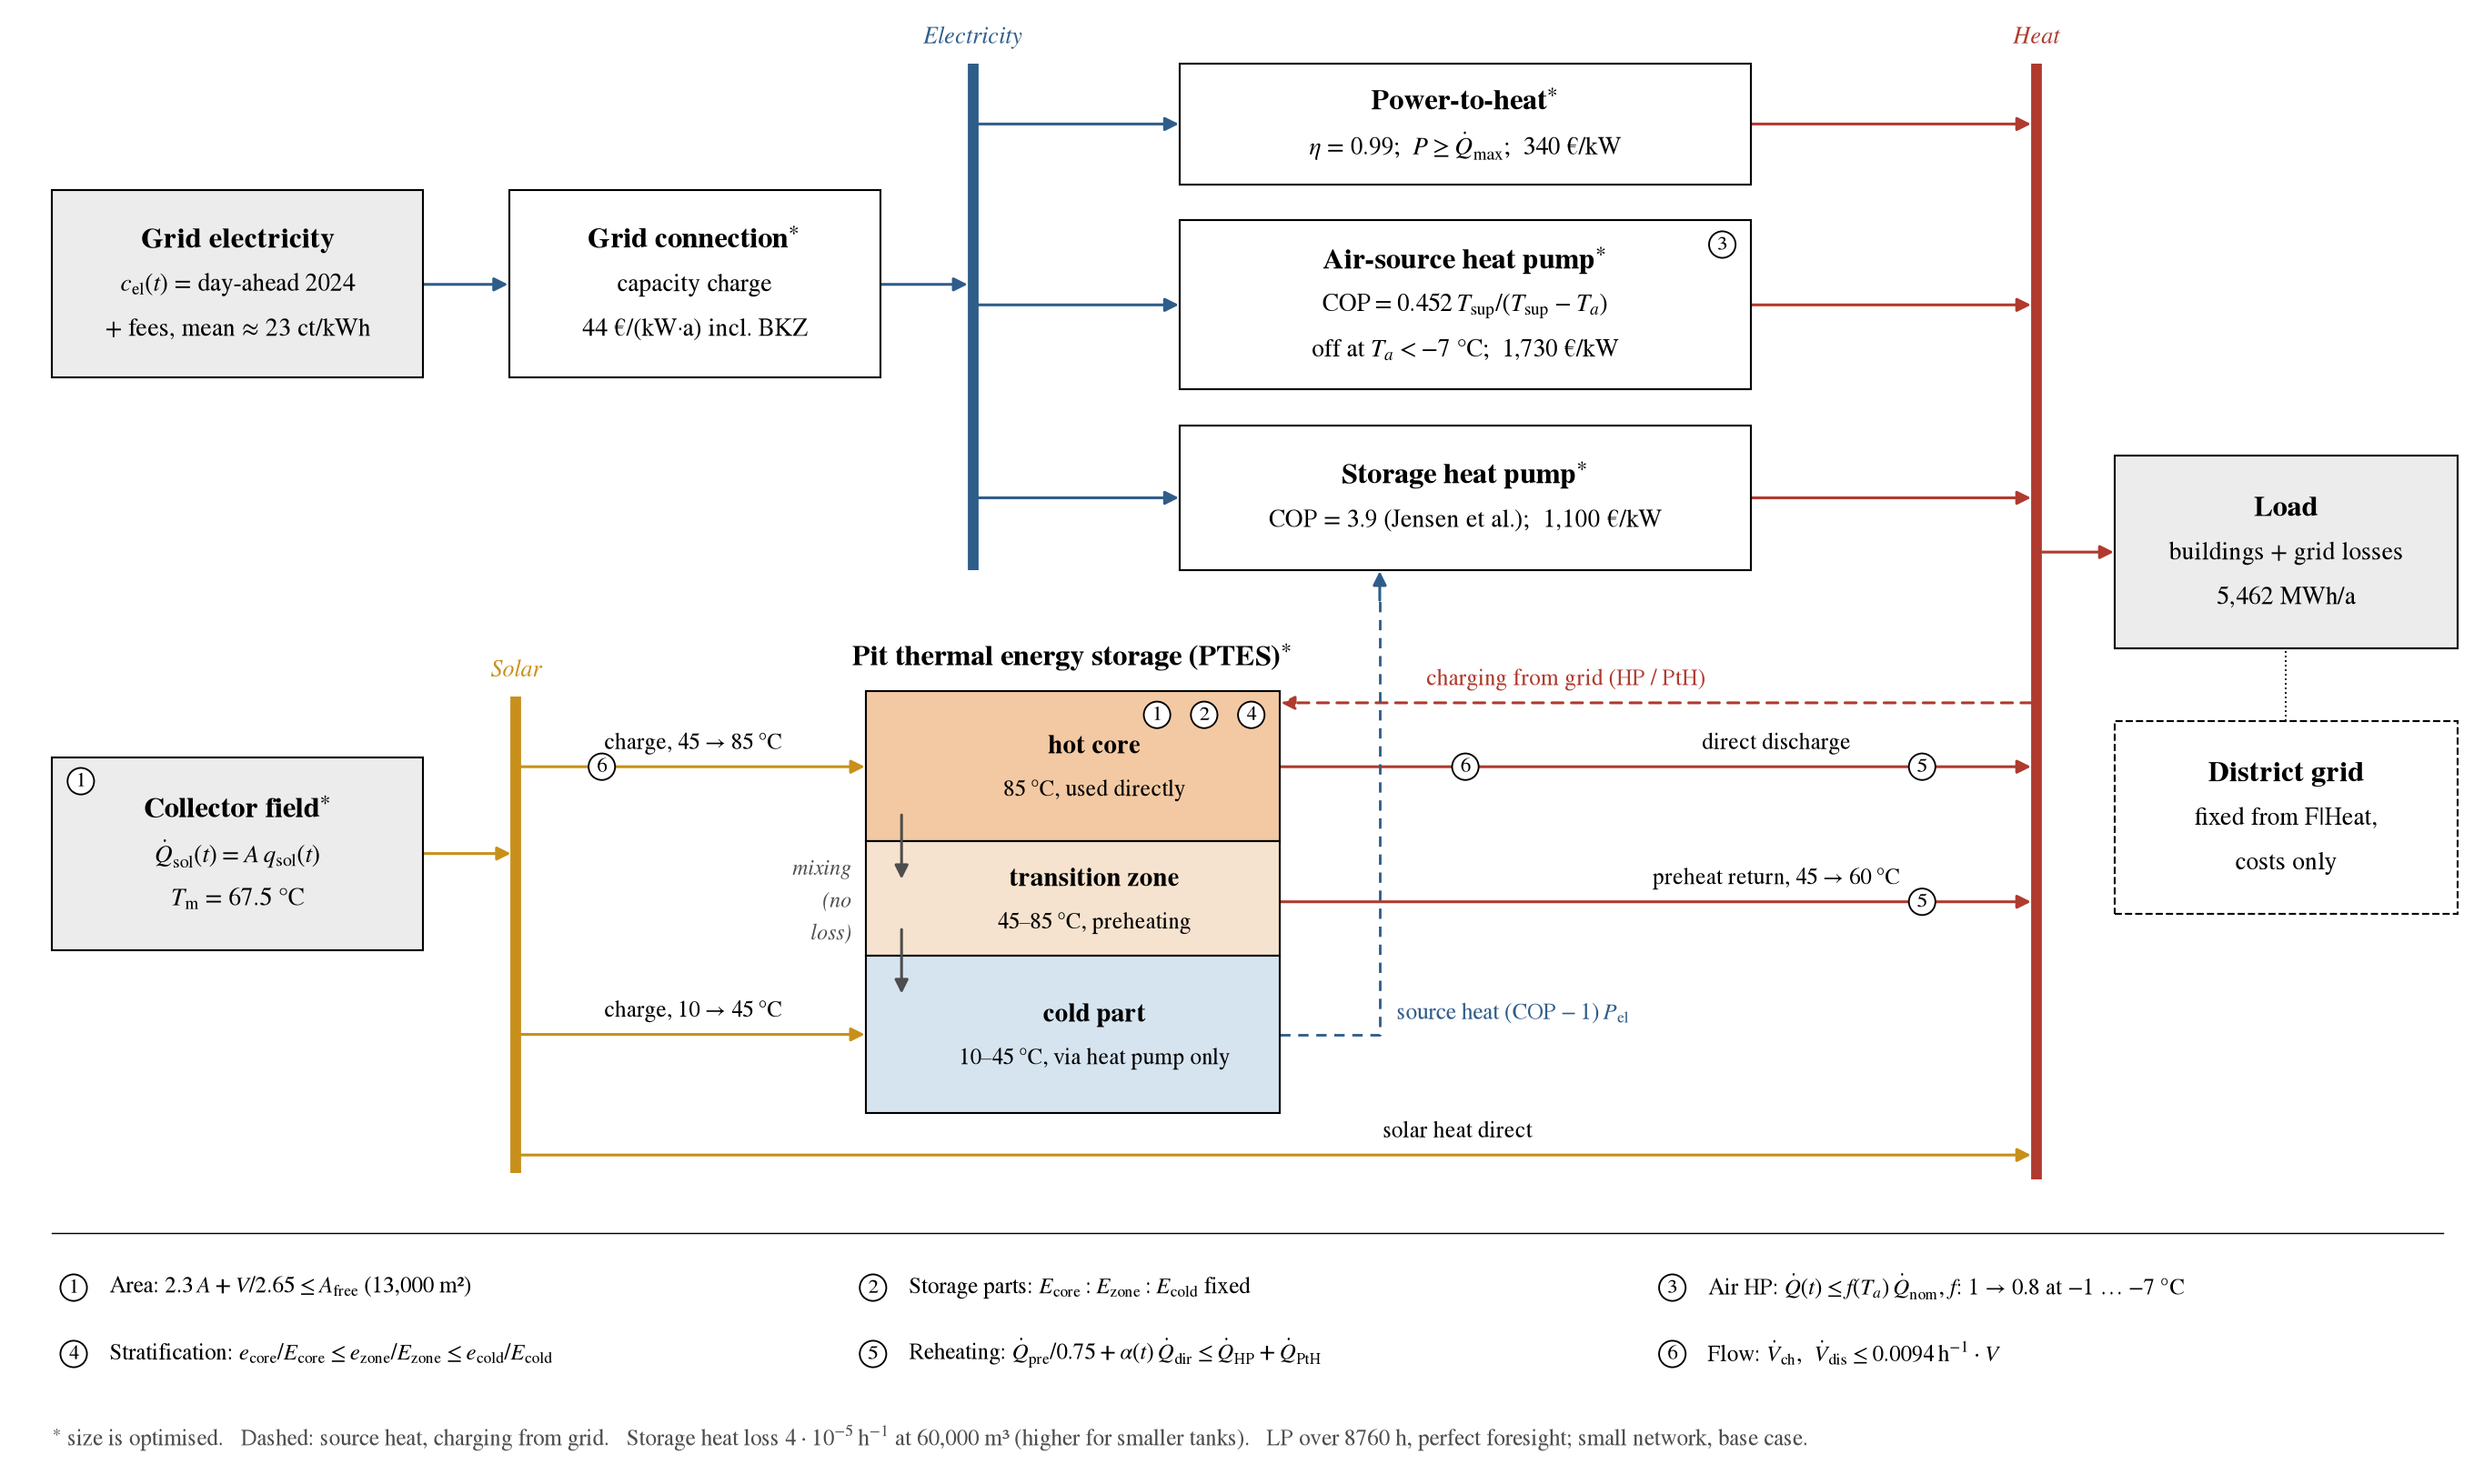 Electricity
Heat
Power-to-heat*
η = 0.99; P ≥ Q̇max; 340 €/kW
Grid electricity
cel(t) = day-ahead 2024
+ fees, mean ≈ 23 ct/kWh
Grid connection*
capacity charge
44 €/(kW·a) incl. BKZ
3
Air-source heat pump*
COP = 0.452 Tsup/(Tsup − Ta)
off at Ta < −7 °C; 1,730 €/kW
Storage heat pump*
COP = 3.9 (Jensen et al.); 1,100 €/kW
Load
buildings + grid losses
5,462 MWh/a
Solar
Pit thermal energy storage (PTES)*
charging from grid (HP / PtH)
1 2 4
charge, 45 → 85 °C
6
hot core
85 °C, used directly
direct discharge
6
5
District grid
fixed from F|Heat,
costs only
1
Collector field*
Q̇sol(t) = A qsol(t)
Tm = 67.5 °C
mixing
(no
loss)
transition zone
45–85 °C, preheating
preheat return, 45 → 60 °C
5
charge, 10 → 45 °C
cold part
10–45 °C, via heat pump only
source heat (COP − 1) Pel
solar heat direct
1 Area: 2.3 A + V/2.65 ≤ Afree (13,000 m²)
2 Storage parts: Ecore : Ezone : Ecold fixed
3 Air HP: Q̇(t) ≤ f(Ta) Q̇nom, f: 1 → 0.8 at −1 … −7 °C
4 Stratification: ecore/Ecore ≤ ezone/Ezone ≤ ecold/Ecold
5 Reheating: Q̇pre/0.75 + α(t) Q̇dir ≤ Q̇HP + Q̇PtH
6 Flow: V̇ch, V̇dis ≤ 0.0094 h⁻¹ · V
* size is optimised. Dashed: source heat, charging from grid. Storage heat loss 4 · 10⁻⁵ h⁻¹ at 60,000 m³ (higher for smaller tanks). LP over 8760 h, perfect foresight; small network, base case.